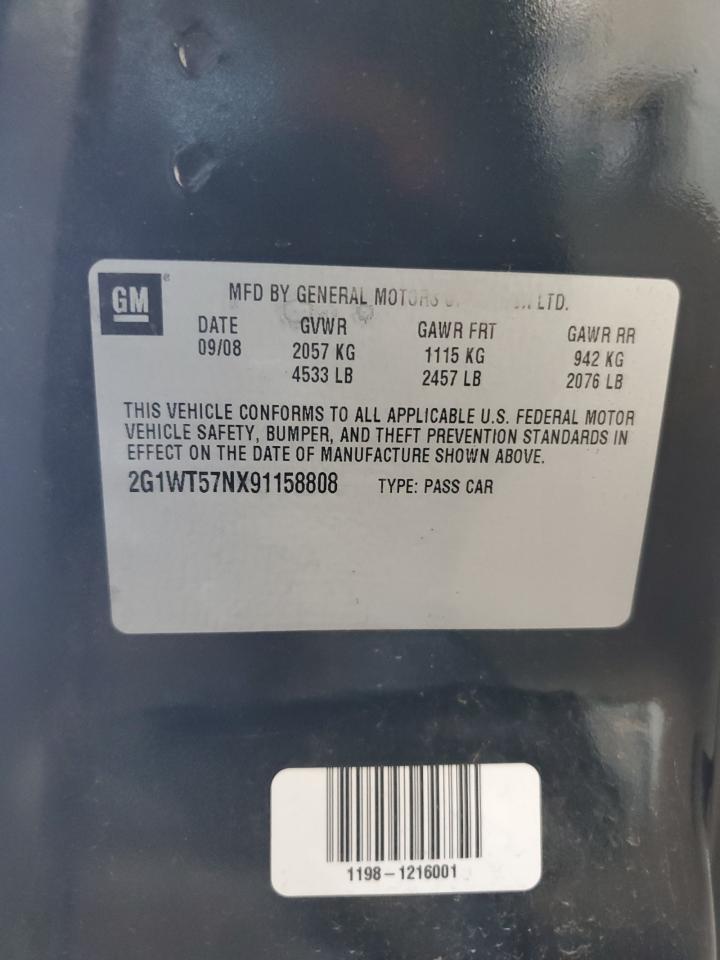 GM
MFD BY GENERAL MOTORS LTD.
DATE GVWR GAWR FRT GAWR RR
09/08 2057 KG 1115 KG 942 KG
4533 LB 2457 LB 2076 LB
THIS VEHICLE CONFORMS TO ALL APPLICABLE U.S. FEDERAL MOTOR
VEHICLE SAFETY, BUMPER, AND THEFT PREVENTION STANDARDS IN
EFFECT ON THE DATE OF MANUFACTURE SHOWN ABOVE.
2G1WT57NX91158808 TYPE: PASS CAR
1198-1216001